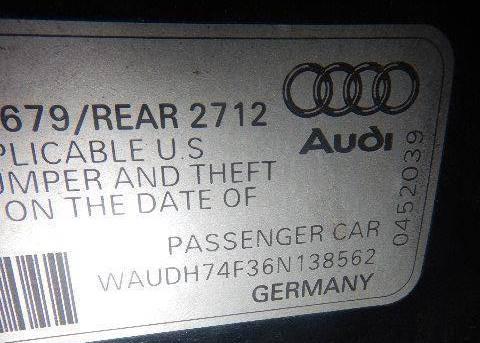 679/REAR 2712
Audi
PLICABLE U.S
UMPER AND THEFT
ON THE DATE OF
PASSENGER CAR
WAUDH74F36N138562
GERMANY
0452039